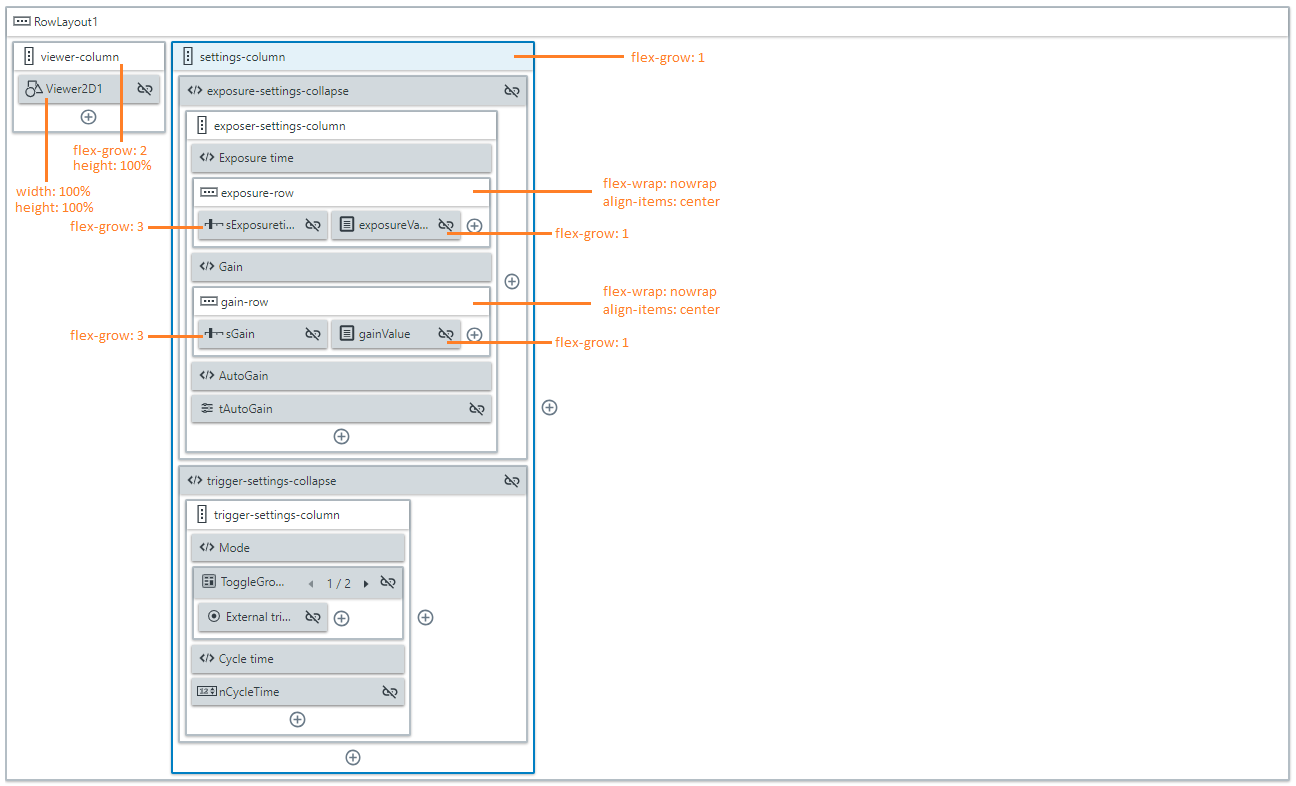 RowLayout1
viewer-column
settings-column
flex-grow: 1
Viewer2D1
exposure-settings-collapse
exposer-settings-column
flex-grow: 2
height: 100%
Exposure time
width: 100%
height: 100%
exposure-row
flex-wrap: nowrap
align-items: center
flex-grow: 3
sExposureti...
exposureVa...
flex-grow: 1
Gain
gain-row
flex-wrap: nowrap
align-items: center
flex-grow: 3
sGain
gainValue
flex-grow: 1
AutoGain
tAutoGain
trigger-settings-collapse
trigger-settings-column
Mode
ToggleGro...
1 / 2
External tri...
Cycle time
nCycleTime